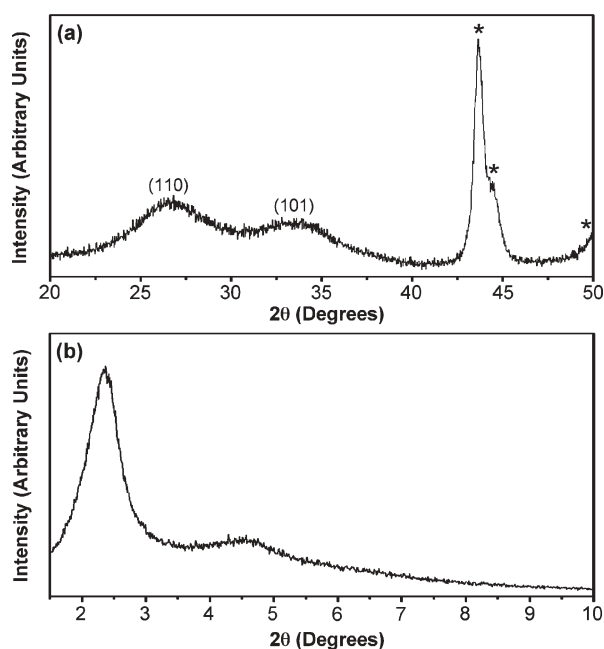 (a)
*
*
(110)
(101)
*
Intensity (Arbitrary Units)
20 25 30 35 40 45 50
2θ (Degrees)
(b)
Intensity (Arbitrary Units)
2 3 4 5 6 7 8 9 10
2θ (Degrees)